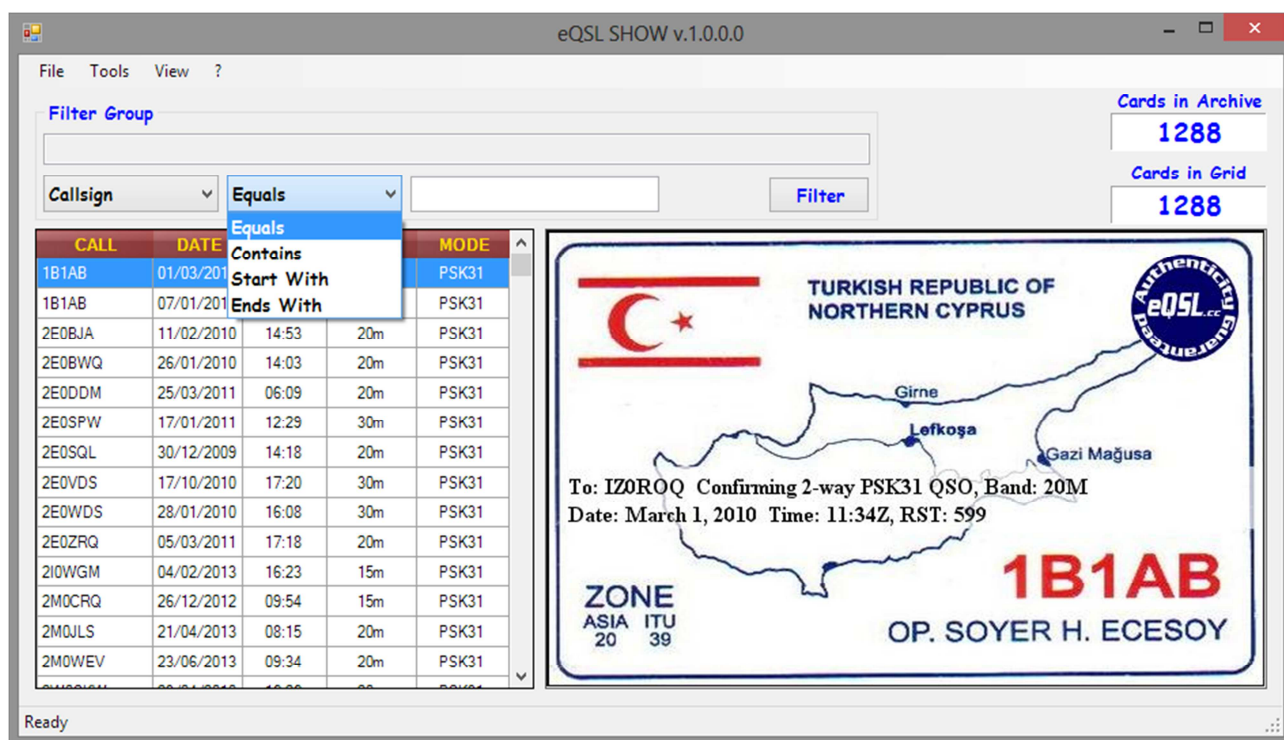 eQSL SHOW v.1.0.0.0
File Tools View ?
Filter Group
Cards in Archive
1288
Cards in Grid
1288
Callsign Equals Filter
Equals
Contains
Start With
Ends With
CALL DATE MODE
1B1AB 01/03/201 PSK31
1B1AB 07/01/201 PSK31
2E0BJA 11/02/2010 14:53 20m PSK31
2E0BWQ 26/01/2010 14:03 20m PSK31
2E0DDM 25/03/2011 06:09 20m PSK31
2E0SPW 17/01/2011 12:29 30m PSK31
2E0SQL 30/12/2009 14:18 20m PSK31
2E0VDS 17/10/2010 17:20 30m PSK31
2E0WDS 28/01/2010 16:08 30m PSK31
2E0ZRQ 05/03/2011 17:18 20m PSK31
2I0WGM 04/02/2013 16:23 15m PSK31
2M0CRQ 26/12/2012 09:54 15m PSK31
2M0JLS 21/04/2013 08:15 20m PSK31
2M0WEV 23/06/2013 09:34 20m PSK31
TURKISH REPUBLIC OF
NORTHERN CYPRUS
Authenticity
eQSL.cc
Guaranteed
Girne
Lefkoşa
Gazi Mağusa
To: IZ0ROQ Confirming 2-way PSK31 QSO, Band: 20M
Date: March 1, 2010 Time: 11:34Z, RST: 599
1B1AB
ZONE
ASIA ITU
20 39
OP. SOYER H. ECESOY
Ready